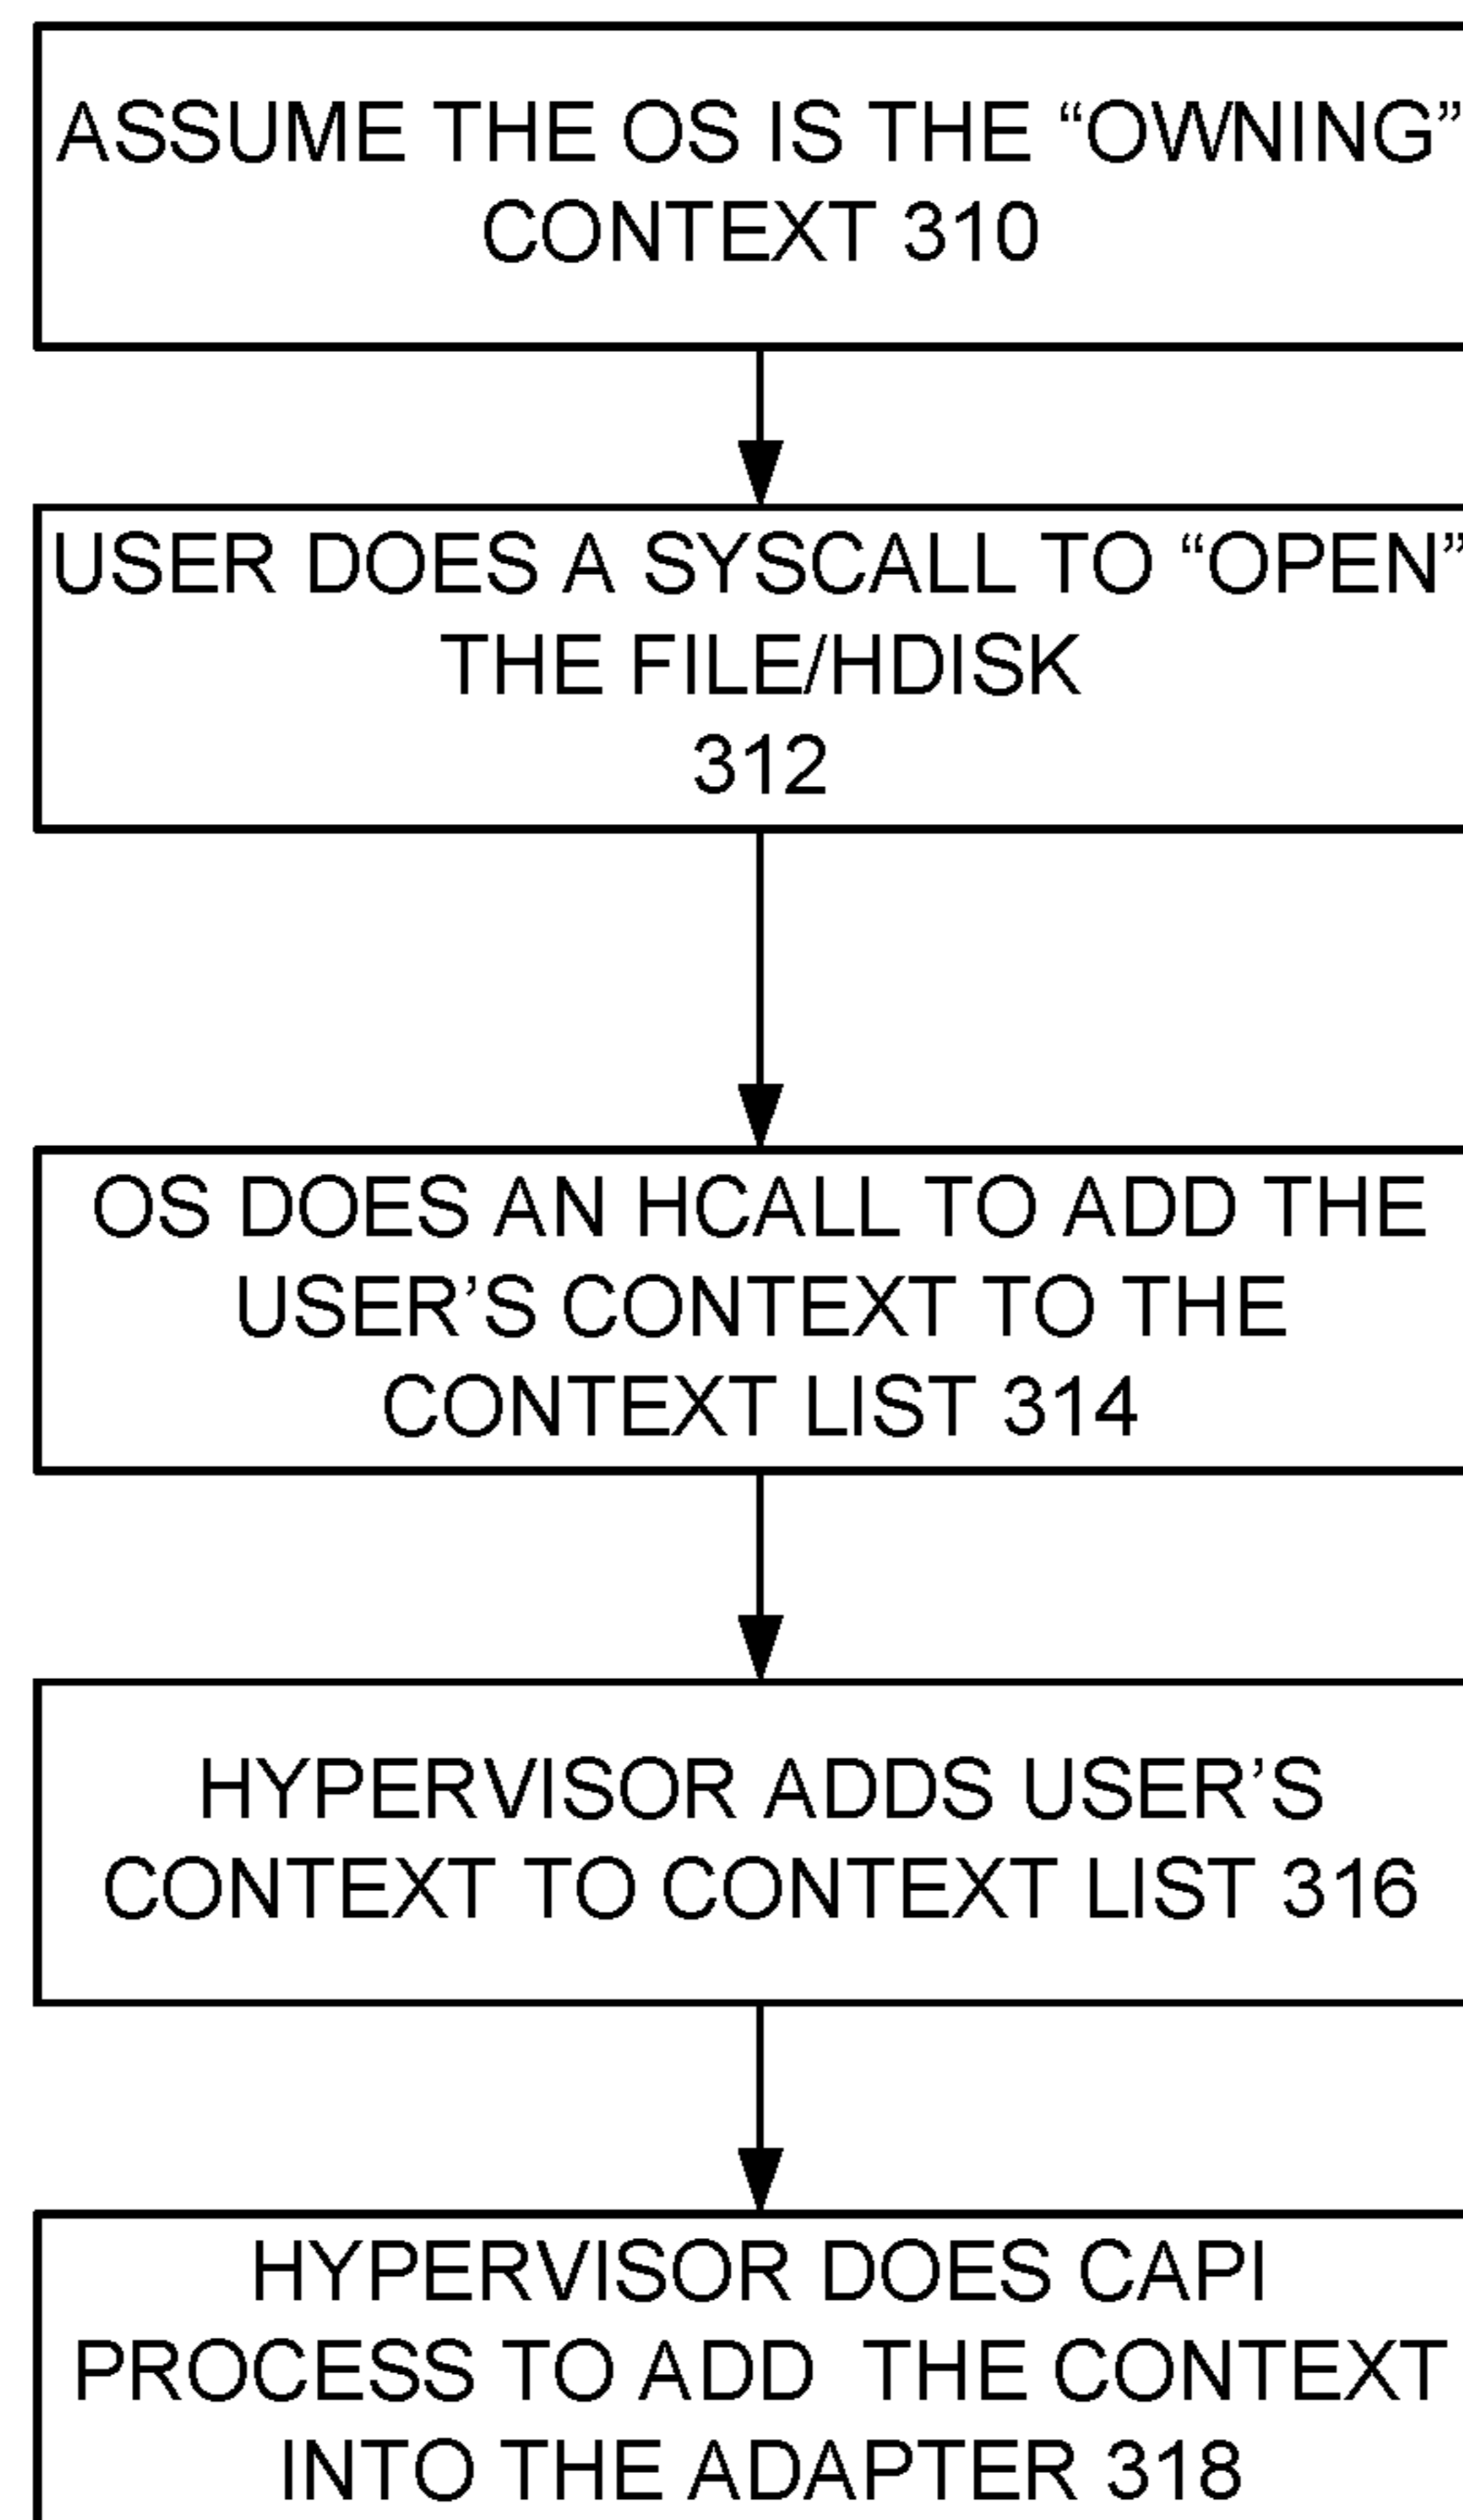 ASSUME THE OS IS THE “OWNING”
CONTEXT 310
USER DOES A SYSCALL TO “OPEN”
THE FILE/HDISK
312
OS DOES AN HCALL TO ADD THE
USER’S CONTEXT TO THE
CONTEXT LIST 314
HYPERVISOR ADDS USER’S
CONTEXT TO CONTEXT LIST 316
HYPERVISOR DOES CAPI
PROCESS TO ADD THE CONTEXT
INTO THE ADAPTER 318